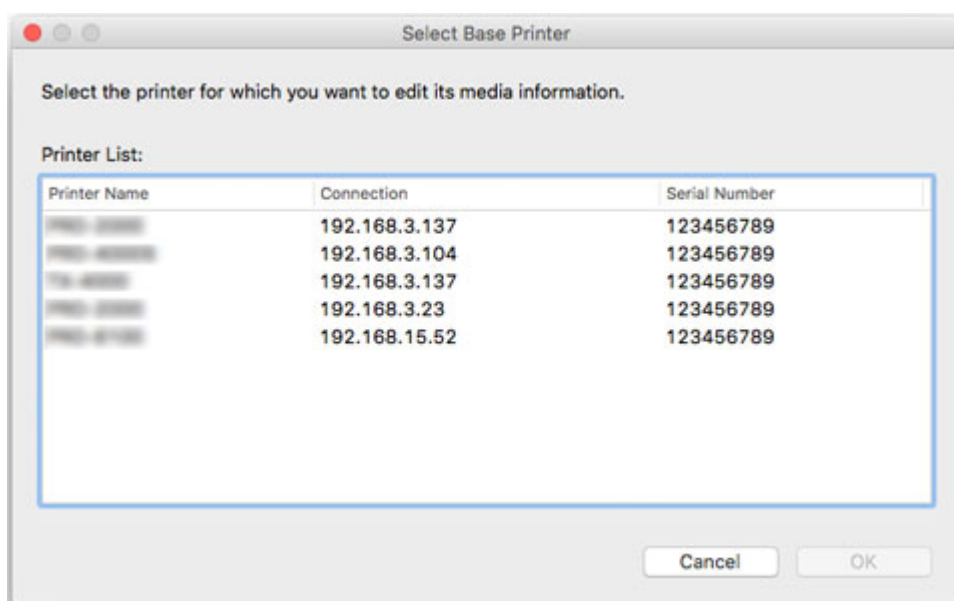 Select Base Printer
Select the printer for which you want to edit its media information.
Printer List:
Printer Name Connection Serial Number
192.168.3.137 123456789
192.168.3.104 123456789
192.168.3.137 123456789
192.168.3.23 123456789
192.168.15.52 123456789
Cancel OK